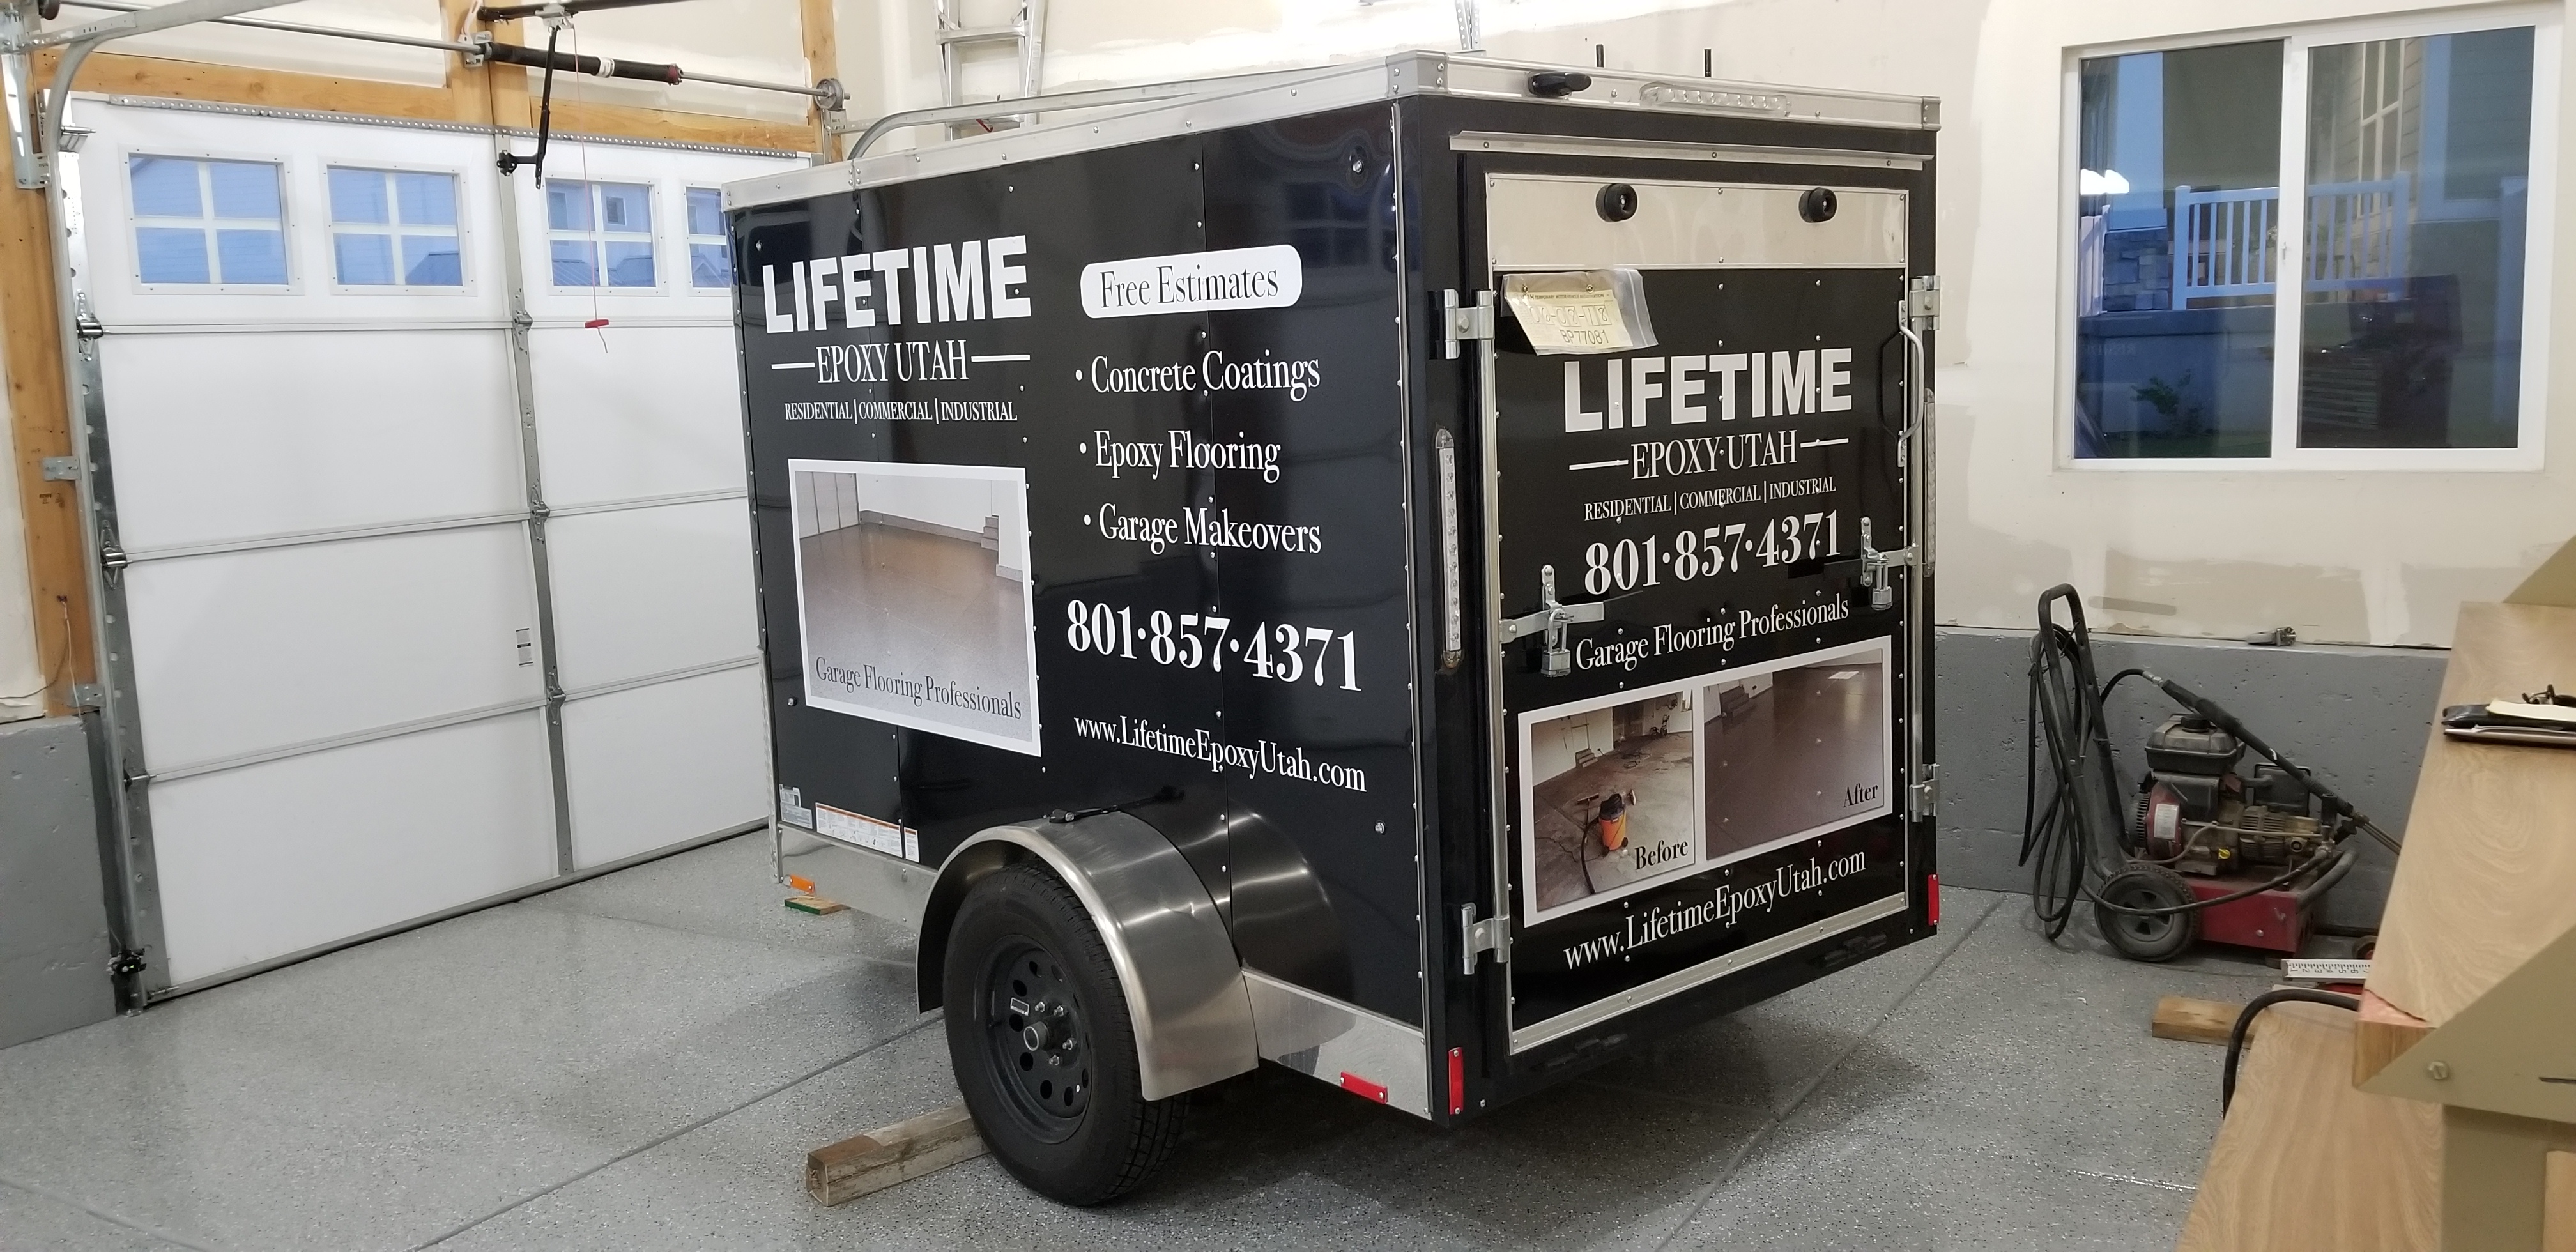 LIFETIME
EPOXY UTAH
RESIDENTIAL | COMMERCIAL | INDUSTRIAL
Garage Flooring Professionals
Free Estimates
• Concrete Coatings
• Epoxy Flooring
• Garage Makeovers
801·857·4371
www.LifetimeEpoxyUtah.com
BP77081
LIFETIME
EPOXY UTAH
RESIDENTIAL | COMMERCIAL | INDUSTRIAL
801·857·4371
Garage Flooring Professionals
Before
After
www.LifetimeEpoxyUtah.com